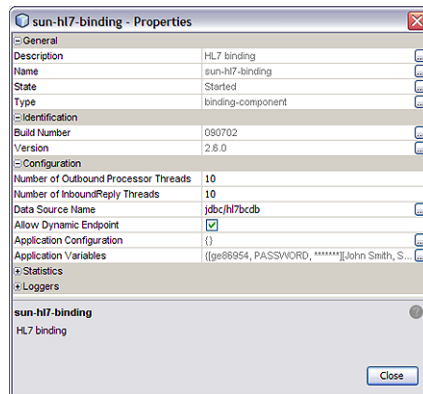 sun-hl7-binding - Properties
General
Description HL7 binding
Name sun-hl7-binding
State Started
Type binding-component
Identification
Build Number 090702
Version 2.6.0
Configuration
Number of Outbound Processor Threads 10
Number of InboundReply Threads 10
Data Source Name jdbc/hl7bcdb
Allow Dynamic Endpoint
Application Configuration {}
Application Variables {[ge86954, PASSWORD, *******][John Smith, S...
Statistics
Loggers
sun-hl7-binding
HL7 binding
Close